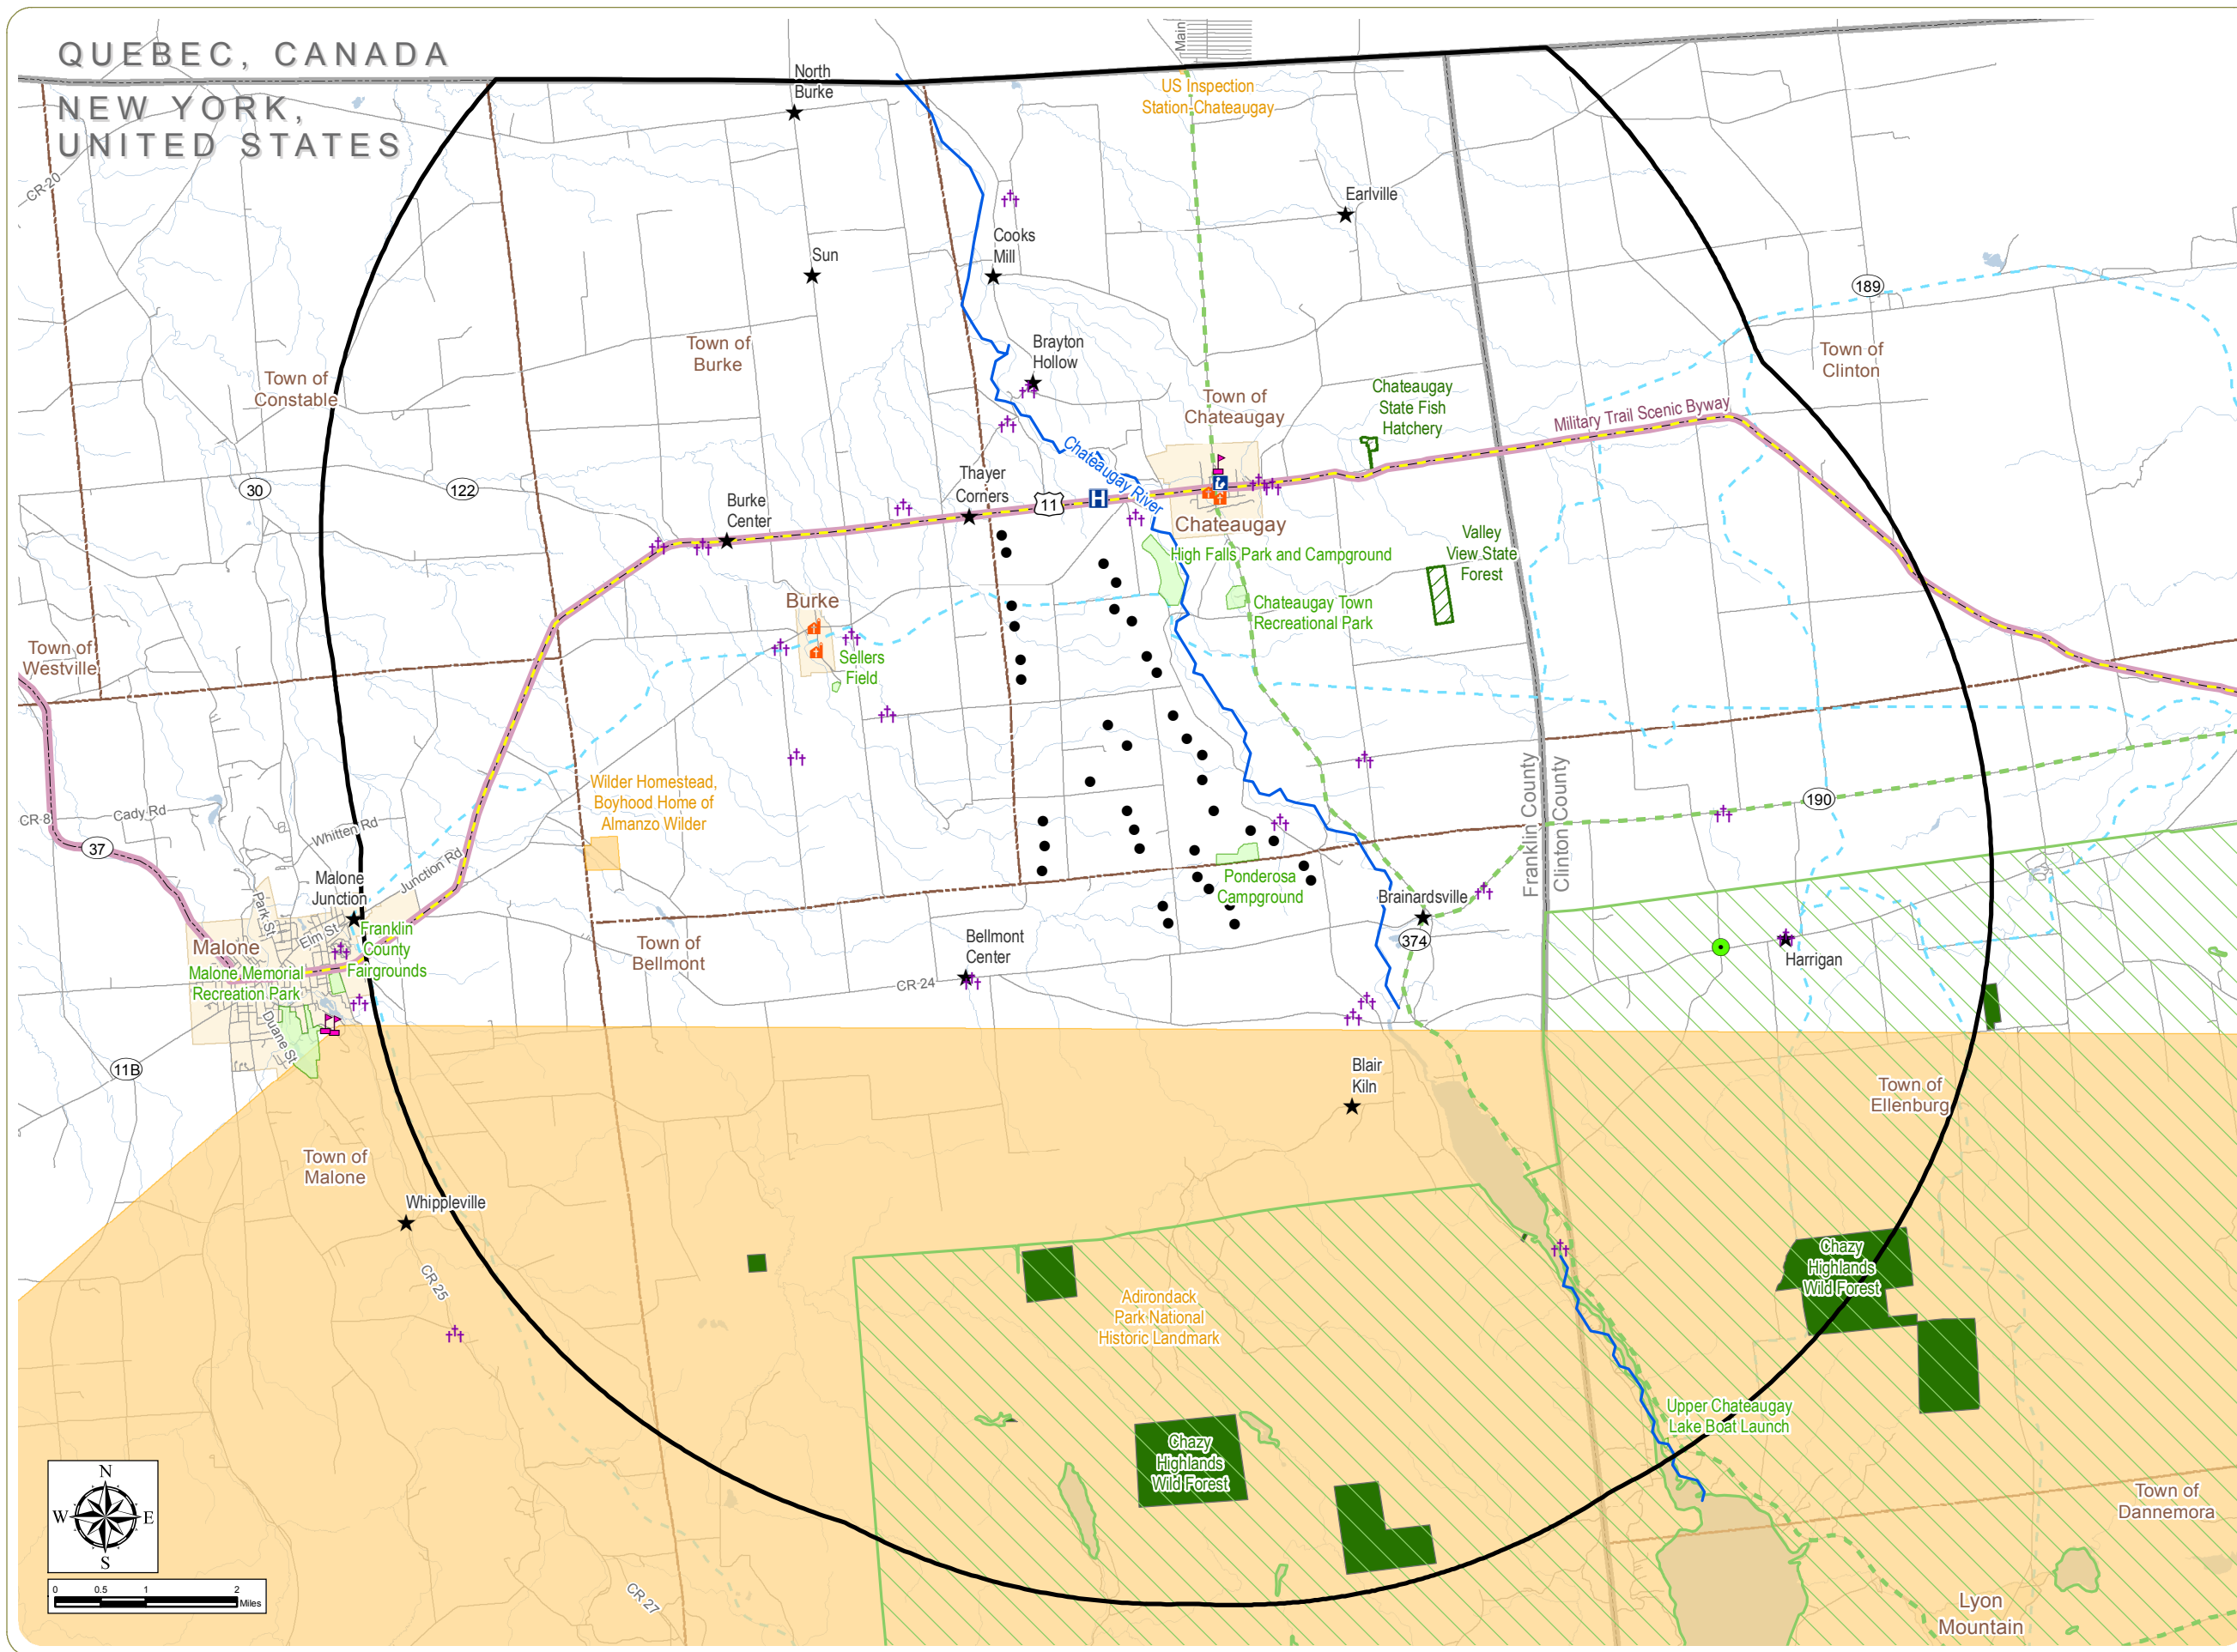 QUEBEC, CANADA
NEW YORK,
UNITED STATES
Main
North
Burke
US Inspection
Station-Chateaugay
CR-20
Earlville
Cooks
Mill
Sun
189
Brayton
Hollow
Town of
Burke
Town of
Clinton
Town of
Constable
Town of
Chateaugay
Chateaugay
State Fish
Hatchery
Military Trail Scenic Byway
Chateaugay River
Thayer
Corners
30
122
Burke
Center
11
H
Chateaugay
Valley
View State
Forest
High Falls Park and Campground
Burke
Chateaugay Town
Recreational Park
Town of
Westville
Sellers
Field
Wilder Homestead,
Boyhood Home of
Almanzo Wilder
Franklin County
Clinton County
190
CR-8
Cady Rd
Whitten Rd
37
Junction Rd
Malone
Junction
Ponderosa
Campground
Brainardsville
Park St
Elm St
Franklin
County
Fairgrounds
Malone
Town of
Bellmont
Bellmont
Center
374
Harrigan
Malone Memorial
Recreation Park
CR-24
Duane St
11B
Blair
Kiln
Town of
Ellenburg
Town of
Malone
Whippleville
CR 25
Chazy
Highlands
Wild Forest
Adirondack
Park National
Historic Landmark
Upper Chateaugay
Lake Boat Launch
Chazy
Highlands
Wild Forest
N
W
E
S
Town of
Dannemora
0
0.5
1
2
Miles
CR 27
Lyon
Mountain